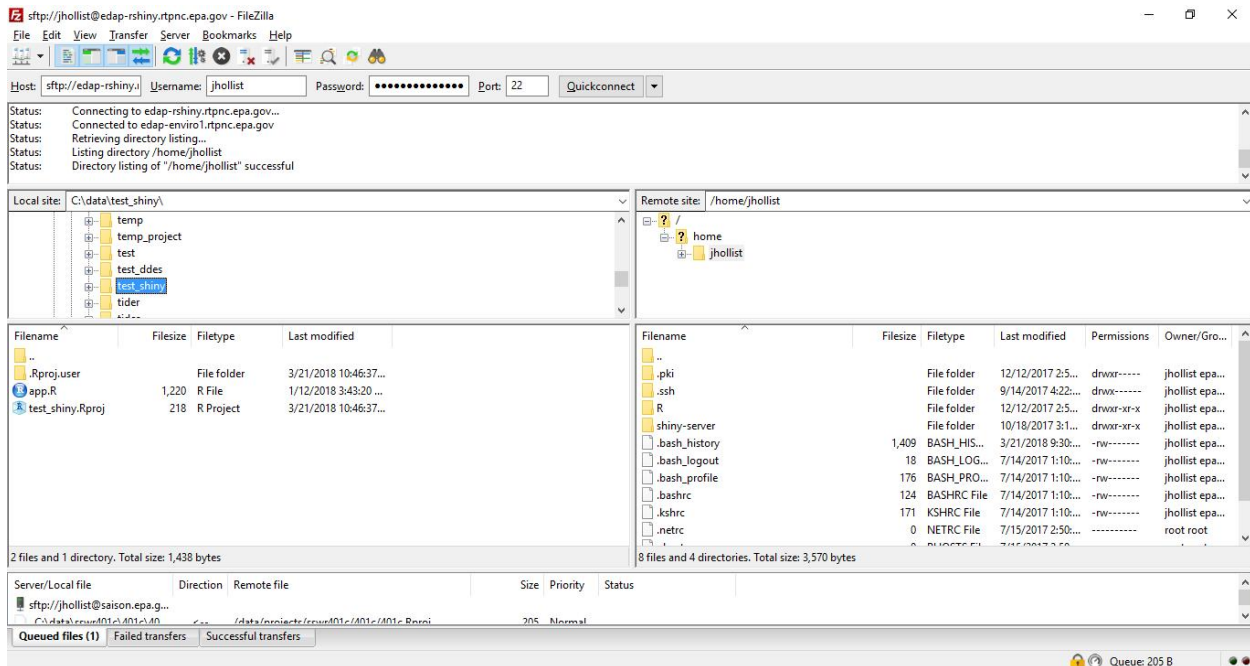 sftp://jhollist@edap-rshiny.rtpnc.epa.gov - FileZilla
File Edit View Transfer Server Bookmarks Help
Host: sftp://edap-rshiny.r Username: jhollist Password: ●●●●●●●●●●●●●● Port: 22 Quickconnect
Status: Connecting to edap-rshiny.rtpnc.epa.gov...
Status: Connected to edap-enviro1.rtpnc.epa.gov
Status: Retrieving directory listing...
Status: Listing directory /home/jhollist
Status: Directory listing of "/home/jhollist" successful
Local site: C:\data\test_shiny\
temp
temp_project
test
test_ddes
test_shiny
tider
Remote site: /home/jhollist
? /
? home
jhollist
Filename Filesize Filetype Last modified
..
.Rproj.user File folder 3/21/2018 10:46:37...
app.R 1,220 R File 1/12/2018 3:43:20 ...
test_shiny.Rproj 218 R Project 3/21/2018 10:46:37...
2 files and 1 directory. Total size: 1,438 bytes
Filename Filesize Filetype Last modified Permissions Owner/Gro...
..
.pki File folder 12/12/2017 2:5... drwxr----- jhollist epa...
.ssh File folder 9/14/2017 4:22:... drwx------ jhollist epa...
R File folder 12/12/2017 2:5... drwxr-xr-x jhollist epa...
shiny-server File folder 10/18/2017 3:1... drwxr-xr-x jhollist epa...
.bash_history 1,409 BASH_HIS... 3/21/2018 9:30:... -rw------- jhollist epa...
.bash_logout 18 BASH_LOG... 7/14/2017 1:10:... -rw------- jhollist epa...
.bash_profile 176 BASH_PRO... 7/14/2017 1:10:... -rw------- jhollist epa...
.bashrc 124 BASHRC File 7/14/2017 1:10:... -rw------- jhollist epa...
.kshrc 171 KSHRC File 7/14/2017 1:10:... -rw------- jhollist epa...
.netrc 0 NETRC File 7/15/2017 2:50:... ---------- root root
8 files and 4 directories. Total size: 3,570 bytes
Server/Local file Direction Remote file Size Priority Status
sftp://jhollist@saison.epa.g...
C:\data\sswr401c\401c\40... <-- /data/projects/sswr401c/401c/401c.Rproj 205 Normal
Queued files (1) Failed transfers Successful transfers
Queue: 205 B